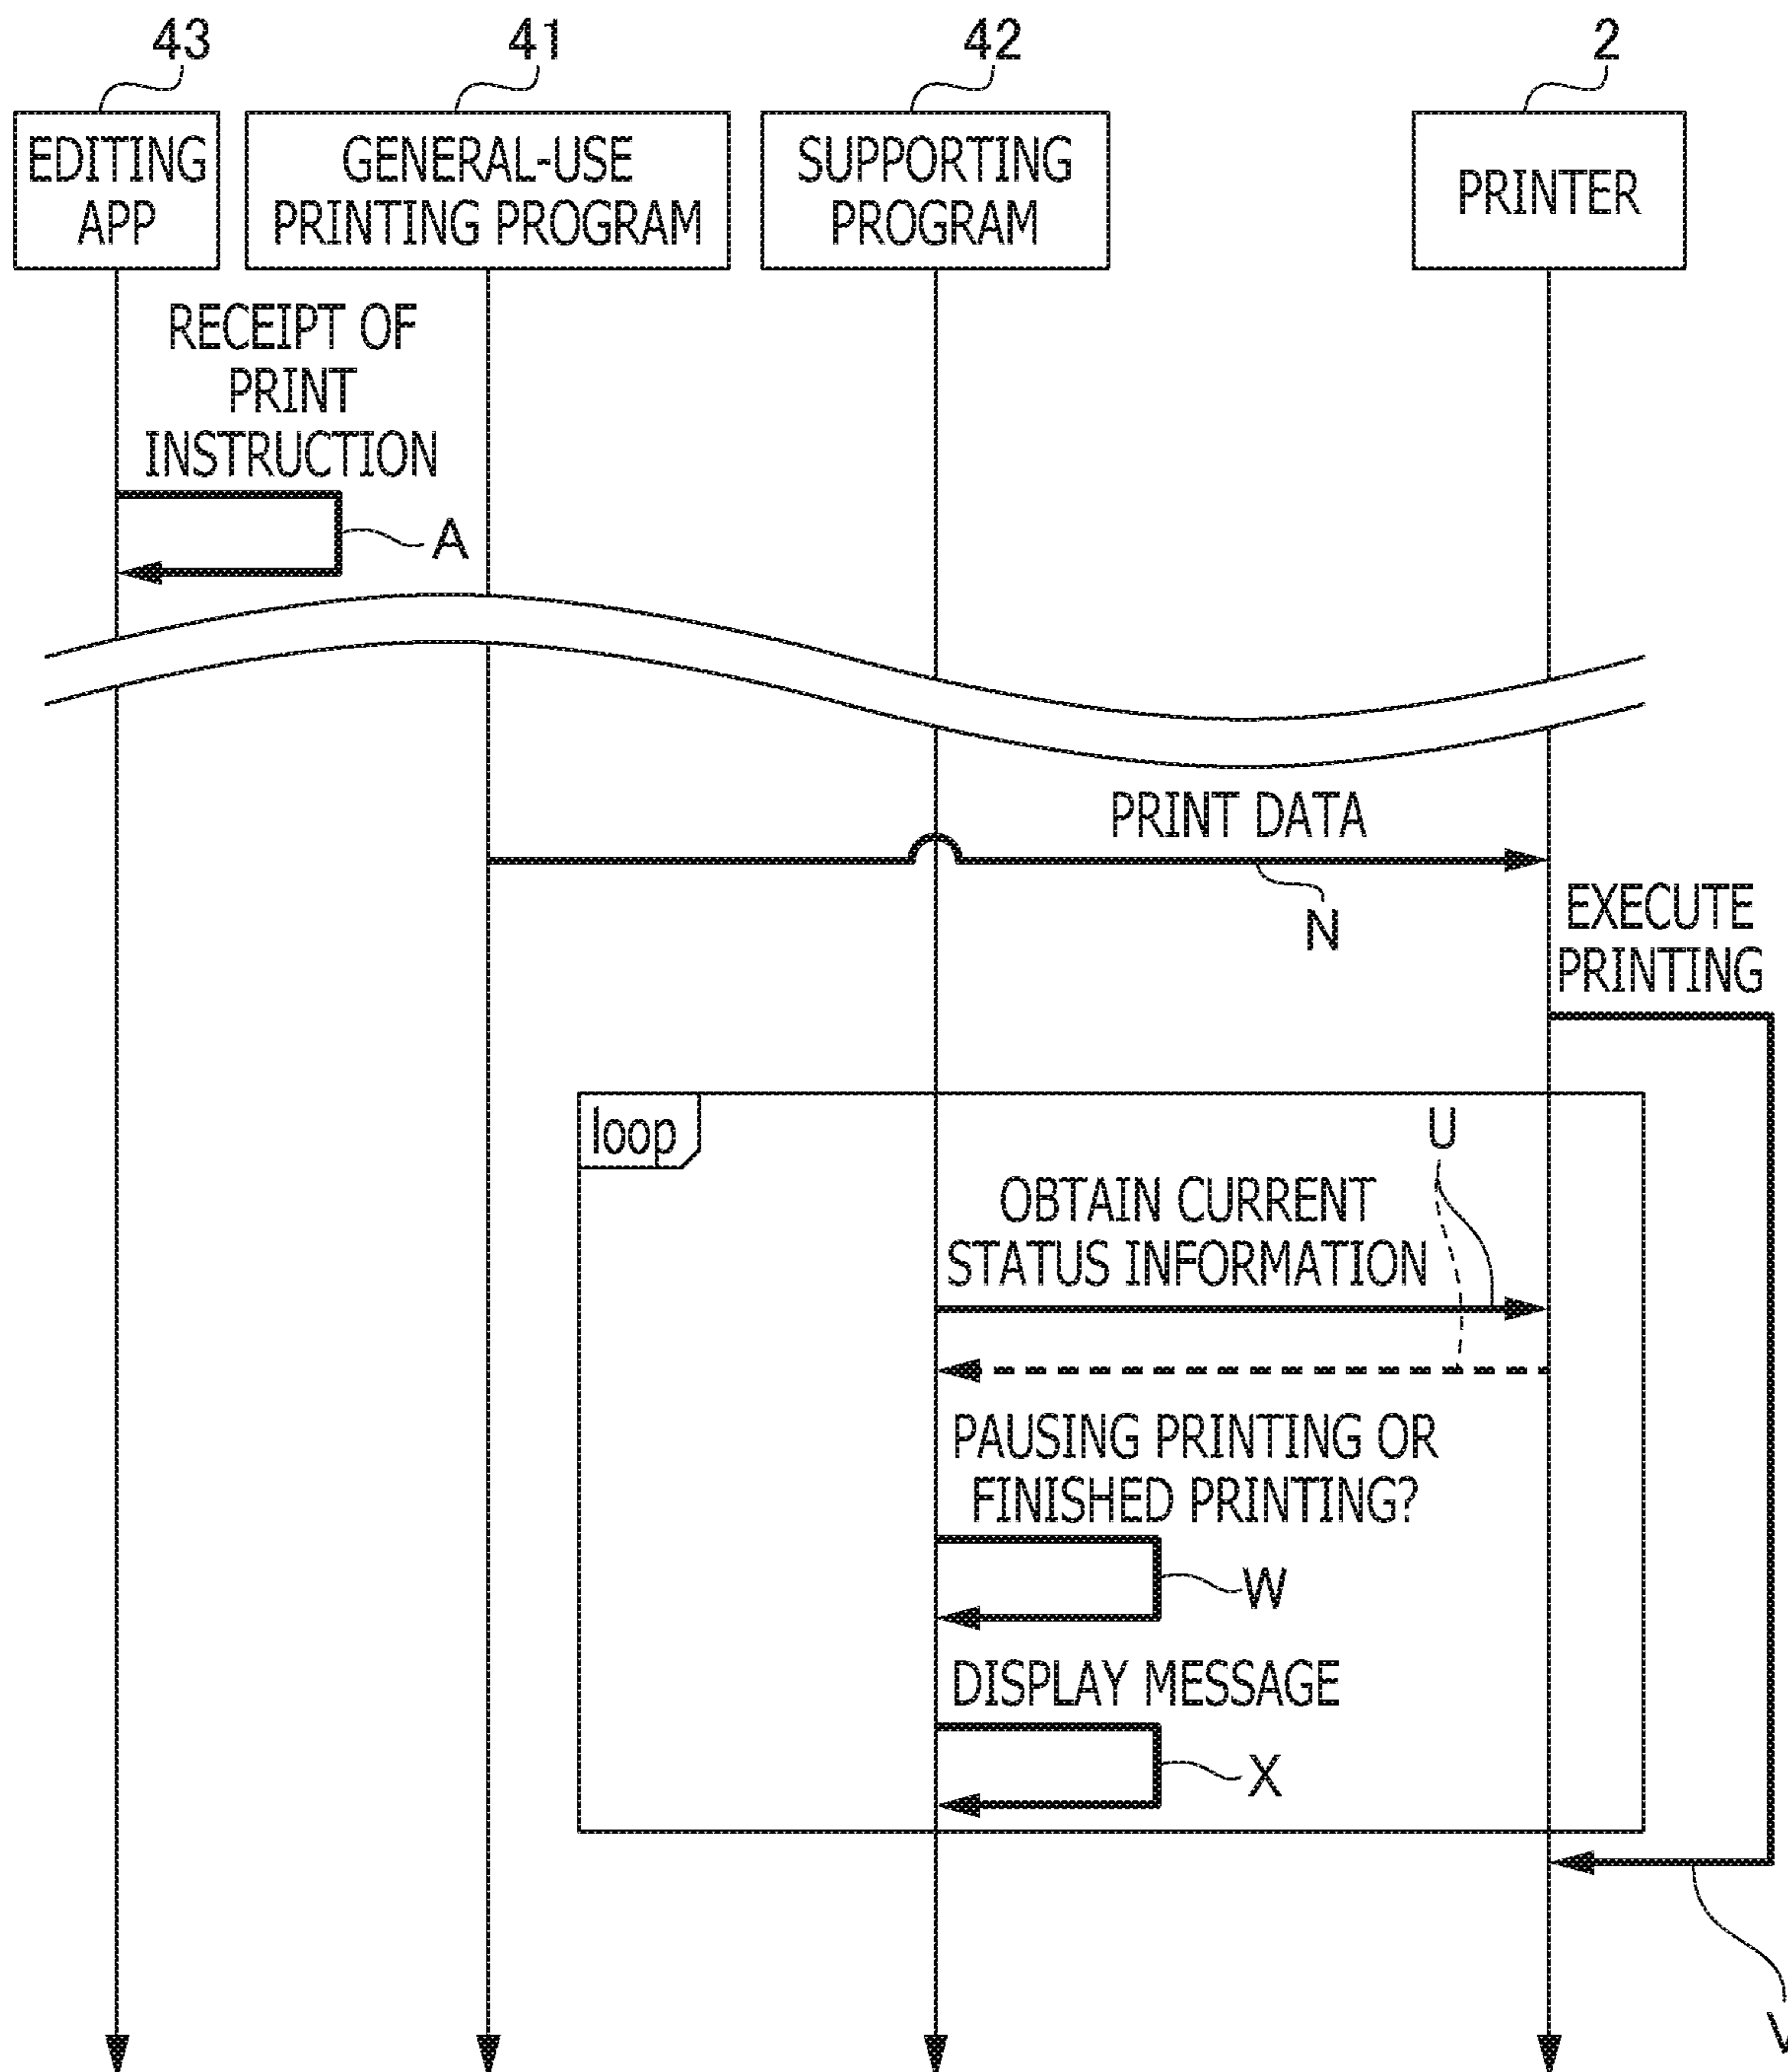 43
41
42
2
EDITING
APP
GENERAL-USE
PRINTING PROGRAM
SUPPORTING
PROGRAM
PRINTER
RECEIPT OF
PRINT
INSTRUCTION
A
PRINT DATA
N
EXECUTE
PRINTING
loop
U
OBTAIN CURRENT
STATUS INFORMATION
PAUSING PRINTING OR
FINISHED PRINTING?
W
DISPLAY MESSAGE
X
V